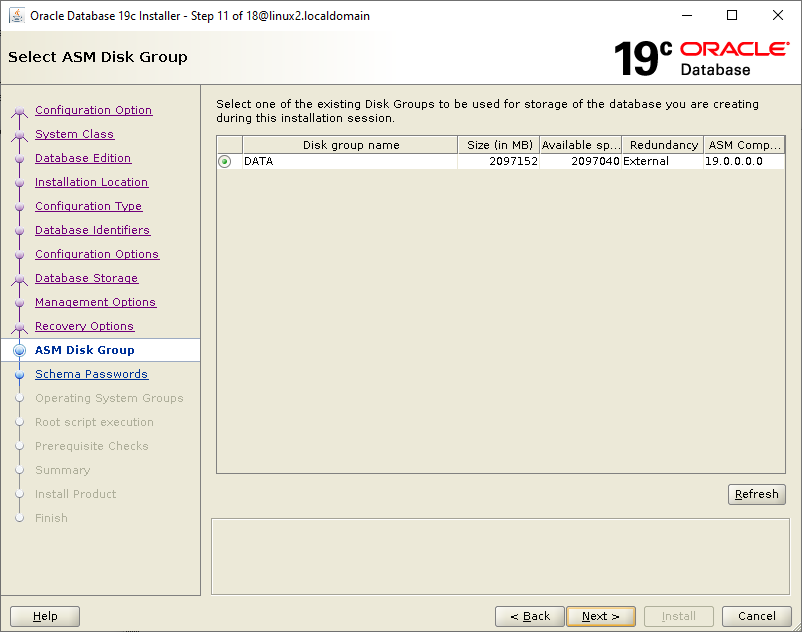 Oracle Database 19c Installer - Step 11 of 18@linux2.localdomain
Select ASM Disk Group
19c ORACLE
Database
Configuration Option
System Class
Database Edition
Installation Location
Configuration Type
Database Identifiers
Configuration Options
Database Storage
Management Options
Recovery Options
ASM Disk Group
Schema Passwords
Operating System Groups
Root script execution
Prerequisite Checks
Summary
Install Product
Finish
Select one of the existing Disk Groups to be used for storage of the database you are creating
during this installation session.
Disk group name Size (in MB) Available sp... Redundancy ASM Comp...
DATA 2097152 2097040 External 19.0.0.0.0
Refresh
Help < Back Next > Install Cancel